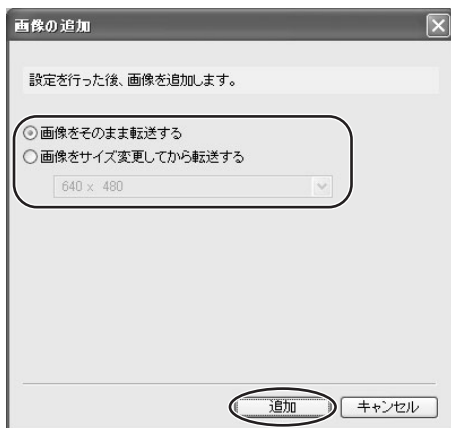 画像の追加
設定を行った後、画像を追加します。
画像をそのまま転送する
画像をサイズ変更してから転送する
640 x 480
追加
キャンセル